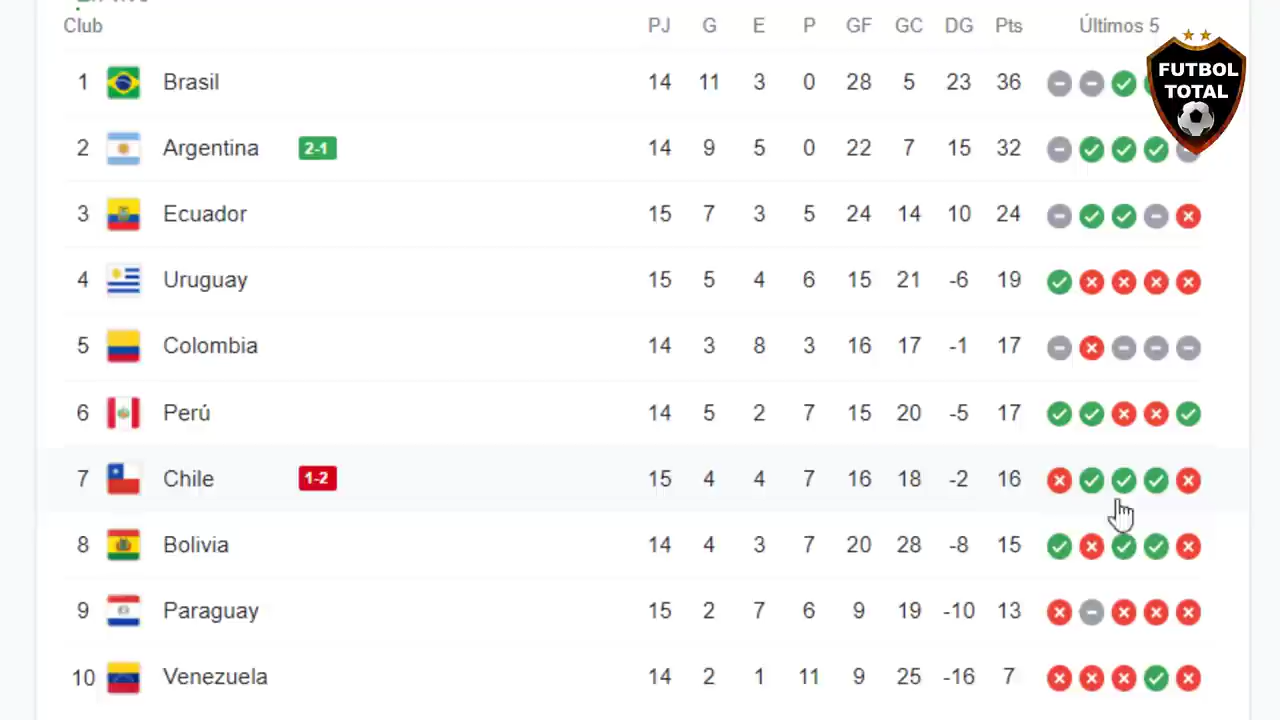 Club PJ G E P GF GC DG Pts Últimos 5
FUTBOL
TOTAL
1 Brasil 14 11 3 0 28 5 23 36
2 Argentina 2-1 14 9 5 0 22 7 15 32
3 Ecuador 15 7 3 5 24 14 10 24
4 Uruguay 15 5 4 6 15 21 -6 19
5 Colombia 14 3 8 3 16 17 -1 17
6 Perú 14 5 2 7 15 20 -5 17
7 Chile 1-2 15 4 4 7 16 18 -2 16
8 Bolivia 14 4 3 7 20 28 -8 15
9 Paraguay 15 2 7 6 9 19 -10 13
10 Venezuela 14 2 1 11 9 25 -16 7